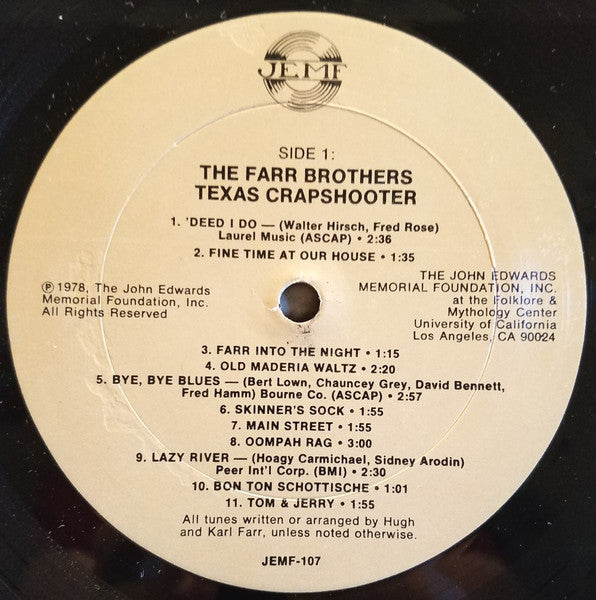 JEMF
SIDE 1:
THE FARR BROTHERS
TEXAS CRAPSHOOTER
1. 'DEED I DO — (Walter Hirsch, Fred Rose)
Laurel Music (ASCAP) • 2:36
2. FINE TIME AT OUR HOUSE • 1:35
℗ 1978, The John Edwards
Memorial Foundation, Inc.
All Rights Reserved
THE JOHN EDWARDS
MEMORIAL FOUNDATION, INC.
at the Folklore &
Mythology Center
University of California
Los Angeles, CA 90024
3. FARR INTO THE NIGHT • 1:15
4. OLD MADERIA WALTZ • 2:20
5. BYE, BYE BLUES — (Bert Lown, Chauncey Grey, David Bennett,
Fred Hamm) Bourne Co. (ASCAP) • 2:57
6. SKINNER'S SOCK • 1:55
7. MAIN STREET • 1:55
8. OOMPAH RAG • 3:00
9. LAZY RIVER — (Hoagy Carmichael, Sidney Arodin)
Peer Int'l Corp. (BMI) • 2:30
10. BON TON SCHOTTISCHE • 1:01
11. TOM & JERRY • 1:55
All tunes written or arranged by Hugh
and Karl Farr, unless noted otherwise.
JEMF-107